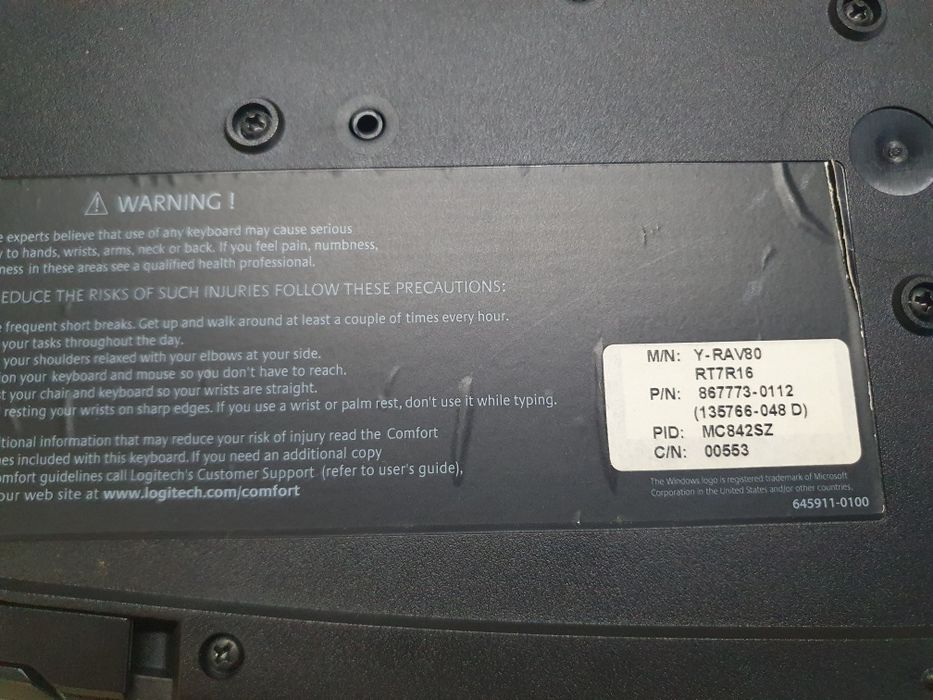 WARNING !
experts believe that use of any keyboard may cause serious
to hands, wrists, arms, neck or back. If you feel pain, numbness,
ness in these areas see a qualified health professional.
EDUCE THE RISKS OF SUCH INJURIES FOLLOW THESE PRECAUTIONS:
frequent short breaks. Get up and walk around at least a couple of times every hour.
your tasks throughout the day.
your shoulders relaxed with your elbows at your side.
ion your keyboard and mouse so you don't have to reach.
st your chair and keyboard so your wrists are straight.
resting your wrists on sharp edges. If you use a wrist or palm rest, don't use it while typing.
tional information that may reduce your risk of injury read the Comfort
nes included with this keyboard. If you need an additional copy
omfort guidelines call Logitech's Customer Support (refer to user's guide),
our web site at www.logitech.com/comfort
M/N: Y-RAV80
RT7R16
P/N: 867773-0112
(135766-048 D)
PID: MC842SZ
C/N: 00553
The Windows logo is registered trademark of Microsoft
Corporation in the United States and/or other countries.
645911-0100